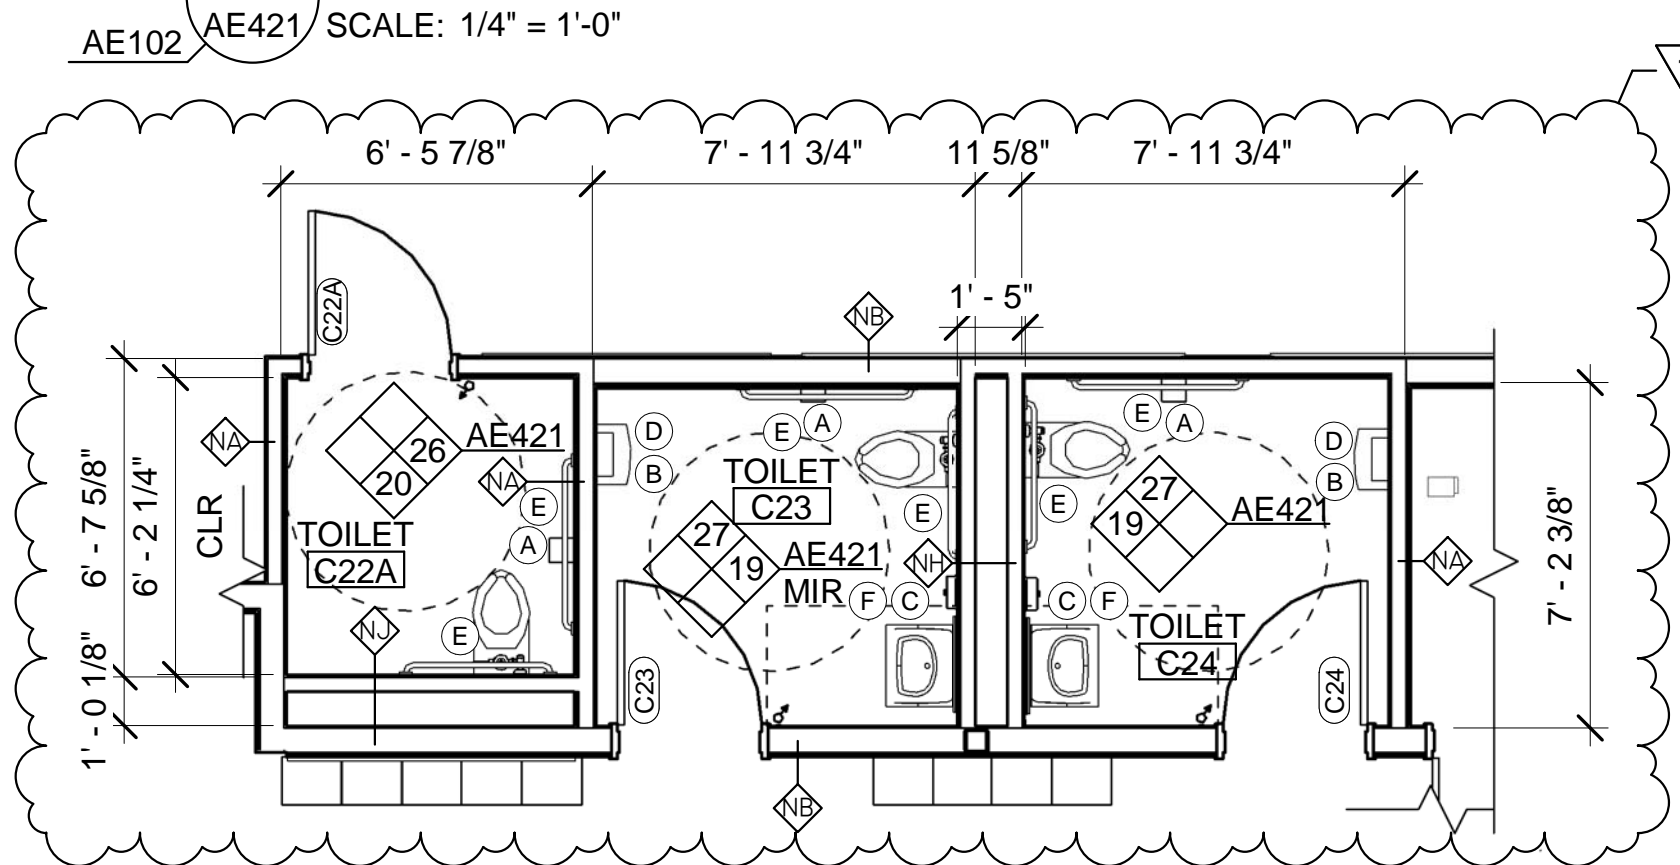 AE421 SCALE: 1/4" = 1'-0"
AE102
6' - 5 7/8" 7' - 11 3/4" 11 5/8" 7' - 11 3/4"
C22A
NB
1' - 5"
6' - 7 5/8"
6' - 2 1/4"
CLR
1' - 0 1/8"
NA
26 AE421
20
NA
E
A
TOILET
C22A
NJ
E
D
B
E A
TOILET
C23
E
27 AE421
19
MIR F C
NH
C23
E A
E
D
B
27
19 AE421
C F
TOILET
C24
C24
NA
7' - 2 3/8"
NB